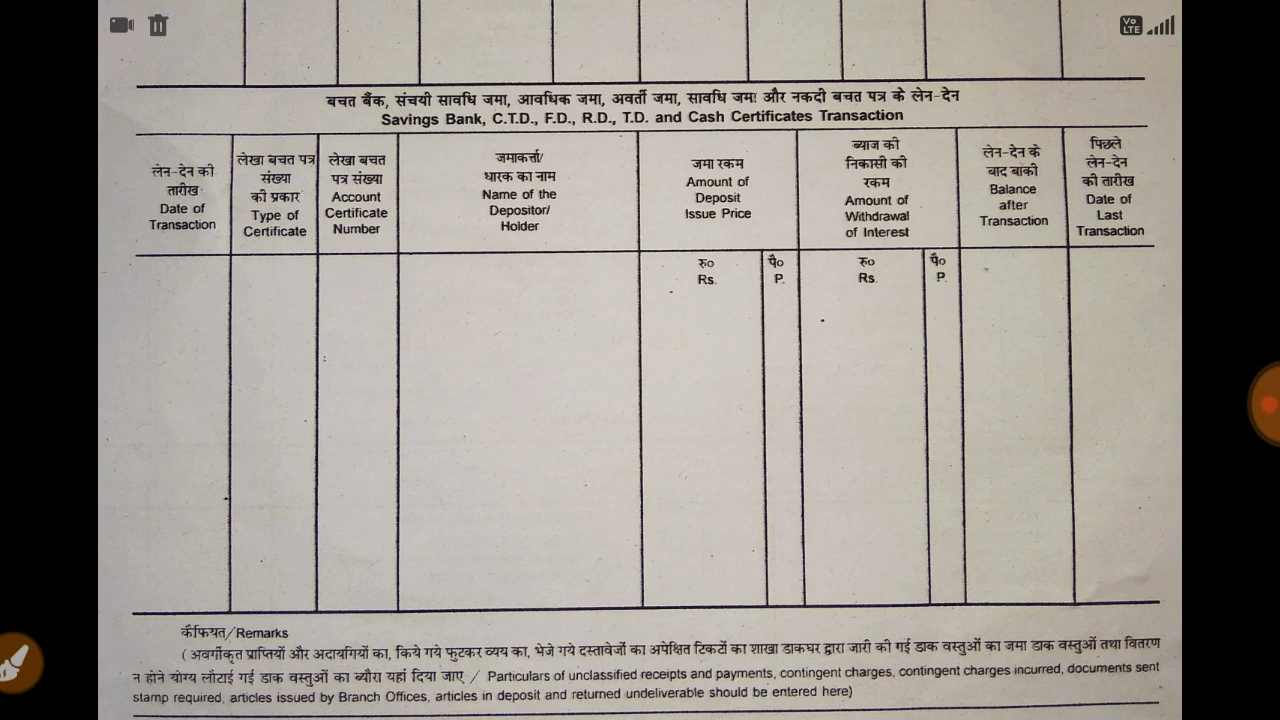 Vo
LTE
बचत बैंक, संचयी सावधि जमा, आवधिक जमा, अवर्ती जमा, सावधि जमा और नकदी बचत पत्र के लेन-देन
Savings Bank, C.T.D., F.D., R.D., T.D. and Cash Certificates Transaction
लेन-देन की
तारीख
Date of
Transaction
लेखा बचत पत्र
संख्या
की प्रकार
Type of
Certificate
लेखा बचत
पत्र संख्या
Account
Certificate
Number
जमाकर्त्ता/
धारक का नाम
Name of the
Depositor/
Holder
जमा रकम
Amount of
Deposit
Issue Price
ब्याज की
निकासी की
रकम
Amount of
Withdrawal
of Interest
लेन-देन के
बाद बाकी
Balance
after
Transaction
पिछले
लेन-देन
की तारीख
Date of
Last
Transaction
रु०
Rs.
पै०
P.
रु०
Rs.
पै०
P.
कैफियत/Remarks
( अवर्गीकृत प्राप्तियों और अदायगियों का, किये गये फुटकर व्यय का, भेजे गये दस्तावेजों का अपेक्षित टिकटों का शाखा डाकघर द्वारा जारी की गई डाक वस्तुओं का जमा डाक वस्तुओं तथा वितरण
न होने योग्य लौटाई गई डाक वस्तुओं का ब्यौरा यहां दिया जाए / Particulars of unclassified receipts and payments, contingent charges, contingent charges incurred, documents sent
stamp required, articles issued by Branch Offices, articles in deposit and returned undeliverable should be entered here)